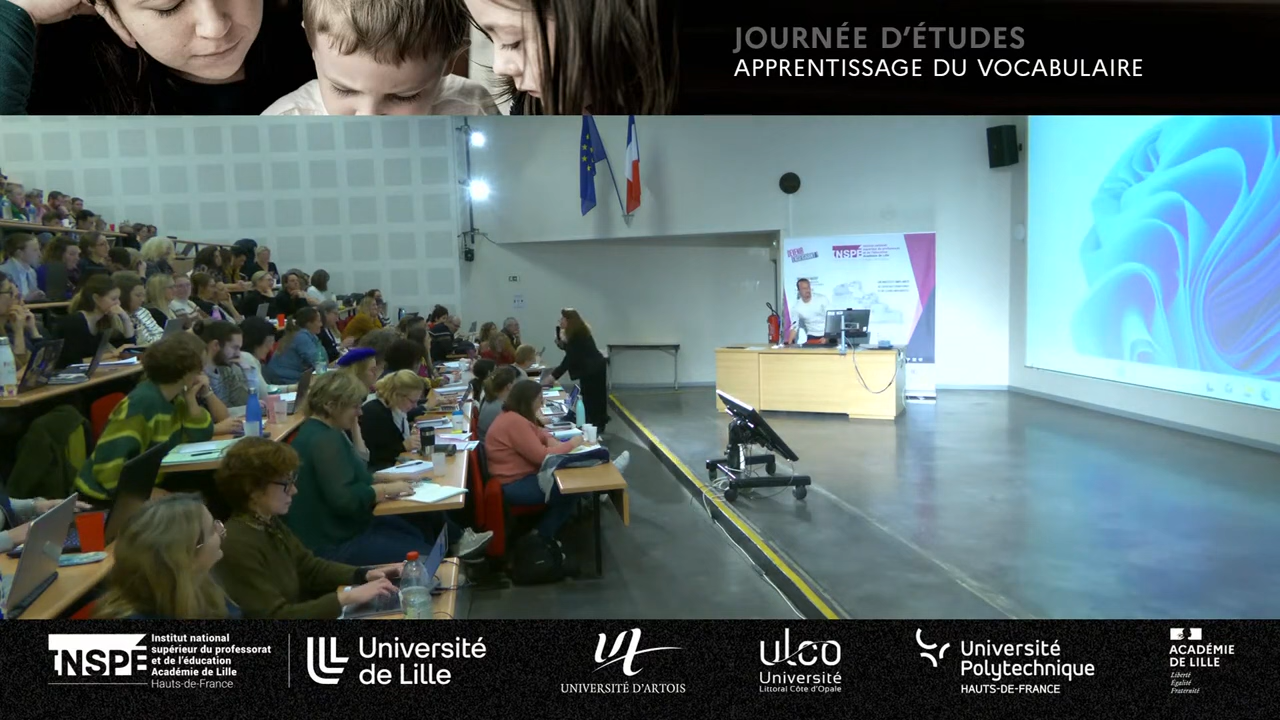 JOURNÉE D'ÉTUDES
APPRENTISSAGE DU VOCABULAIRE
INSPÉ
INSPÉ
Institut national
supérieur du professorat
et de l'éducation
Académie de Lille
Hauts-de-France
Université
de Lille
UNIVERSITÉ D'ARTOIS
ulco
Université
Littoral Côte d'Opale
Université
Polytechnique
HAUTS-DE-FRANCE
ACADÉMIE
DE LILLE
Liberté
Égalité
Fraternité